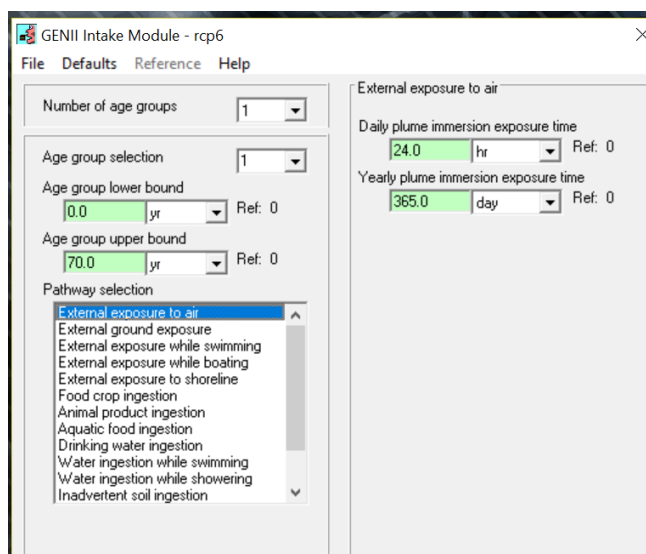 GENII Intake Module - rcp6
File Defaults Reference Help
Number of age groups 1
Age group selection 1
Age group lower bound
0.0 yr Ref: 0
Age group upper bound
70.0 yr Ref: 0
Pathway selection
External exposure to air
External ground exposure
External exposure while swimming
External exposure while boating
External exposure to shoreline
Food crop ingestion
Animal product ingestion
Aquatic food ingestion
Drinking water ingestion
Water ingestion while swimming
Water ingestion while showering
Inadvertent soil ingestion
External exposure to air
Daily plume immersion exposure time
24.0 hr Ref: 0
Yearly plume immersion exposure time
365.0 day Ref: 0